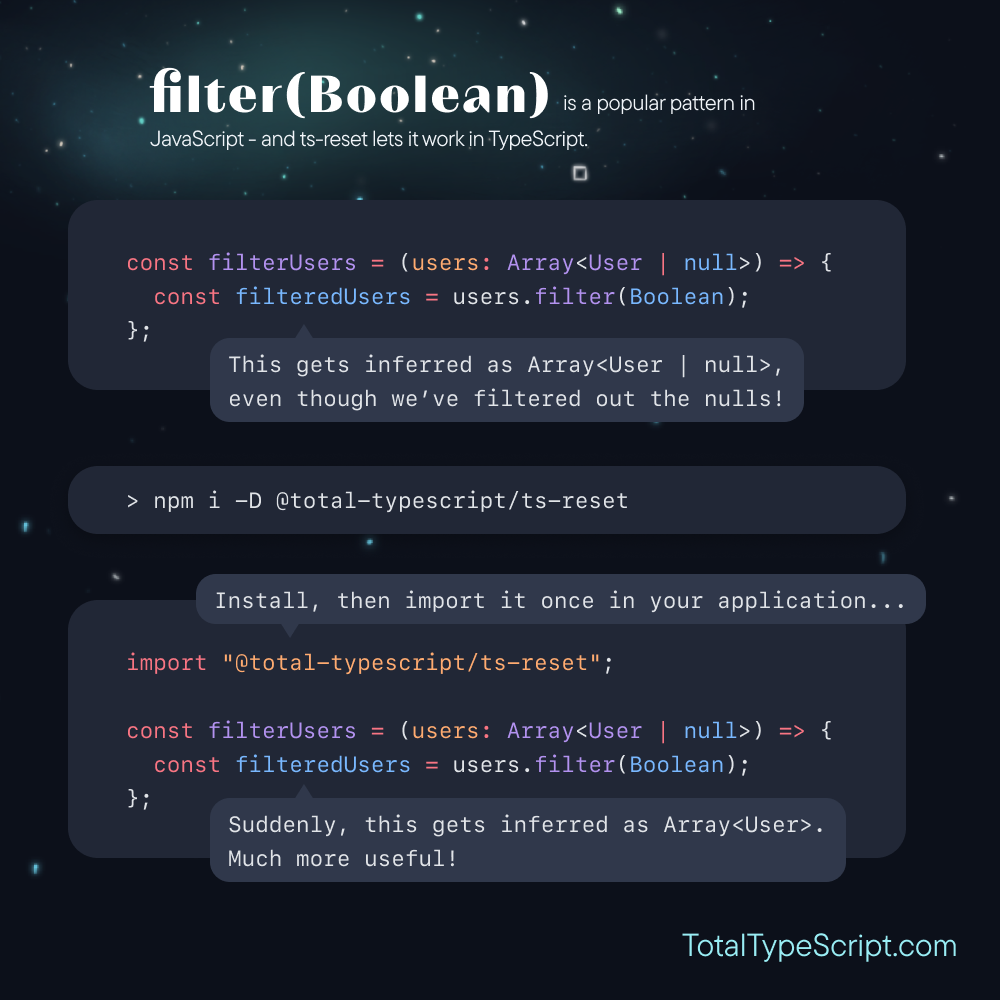 filter(Boolean) is a popular pattern in
JavaScript - and ts-reset lets it work in TypeScript.
const filterUsers = (users: Array<User | null>) => {
  const filteredUsers = users.filter(Boolean);
};
This gets inferred as Array<User | null>,
even though we’ve filtered out the nulls!
> npm i -D @total-typescript/ts-reset
Install, then import it once in your application...
import "@total-typescript/ts-reset";
const filterUsers = (users: Array<User | null>) => {
  const filteredUsers = users.filter(Boolean);
};
Suddenly, this gets inferred as Array<User>.
Much more useful!
TotalTypeScript.com